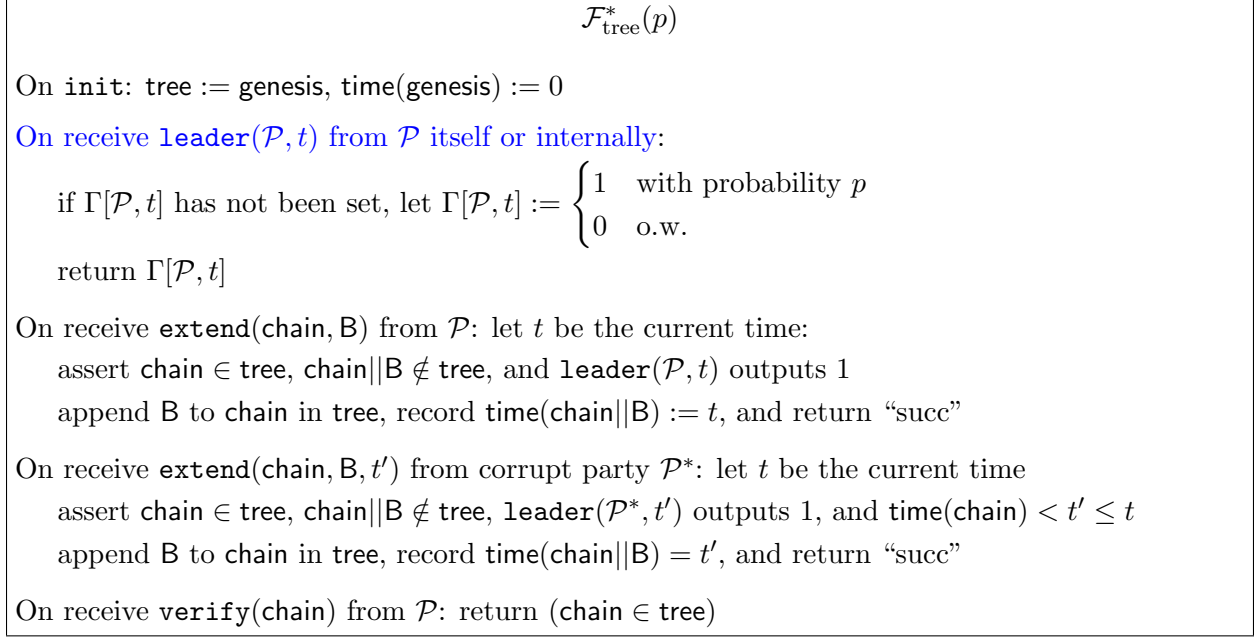 F*tree(p)
On init: tree := genesis, time(genesis) := 0
On receive leader(P, t) from P itself or internally:
if Γ[P, t] has not been set, let Γ[P, t] := { 1 with probability p
0 o.w.
return Γ[P, t]
On receive extend(chain, B) from P: let t be the current time:
assert chain ∈ tree, chain||B ∉ tree, and leader(P, t) outputs 1
append B to chain in tree, record time(chain||B) := t, and return “succ”
On receive extend(chain, B, t′) from corrupt party P*: let t be the current time
assert chain ∈ tree, chain||B ∉ tree, leader(P*, t′) outputs 1, and time(chain) < t′ ≤ t
append B to chain in tree, record time(chain||B) = t′, and return “succ”
On receive verify(chain) from P: return (chain ∈ tree)